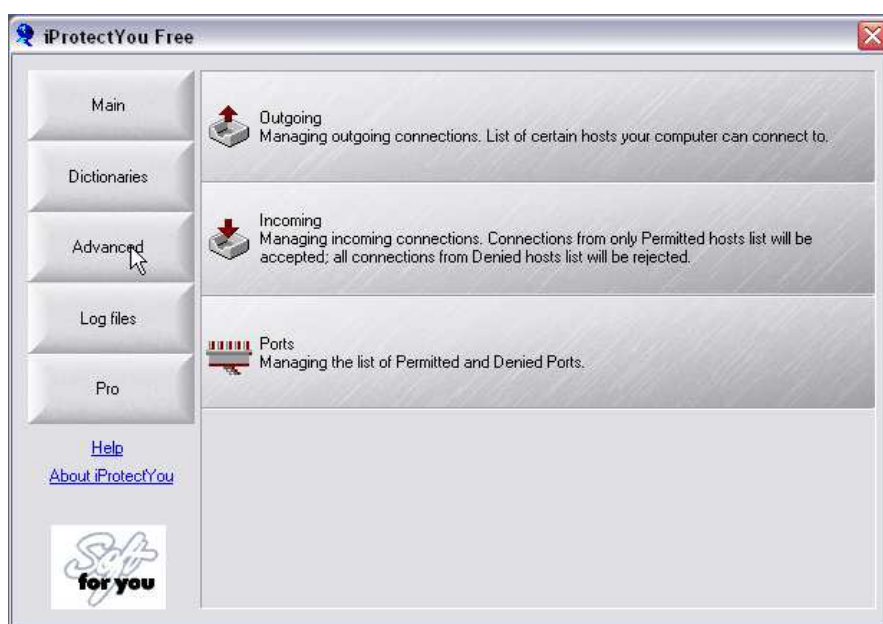 iProtectYou Free
Main
Dictionaries
Advanced
Log files
Pro
Help
About iProtectYou
Soft
for you
Outgoing
Managing outgoing connections. List of certain hosts your computer can connect to.
Incoming
Managing incoming connections. Connections from only Permitted hosts list will be
accepted; all connections from Denied hosts list will be rejected.
Ports
Managing the list of Permitted and Denied Ports.